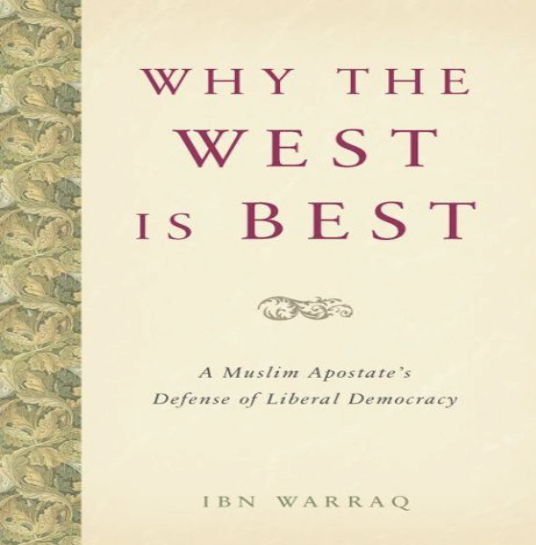 WHY THE
WEST
IS BEST
A Muslim Apostate's
Defense of Liberal Democracy
IBN WARRAQ